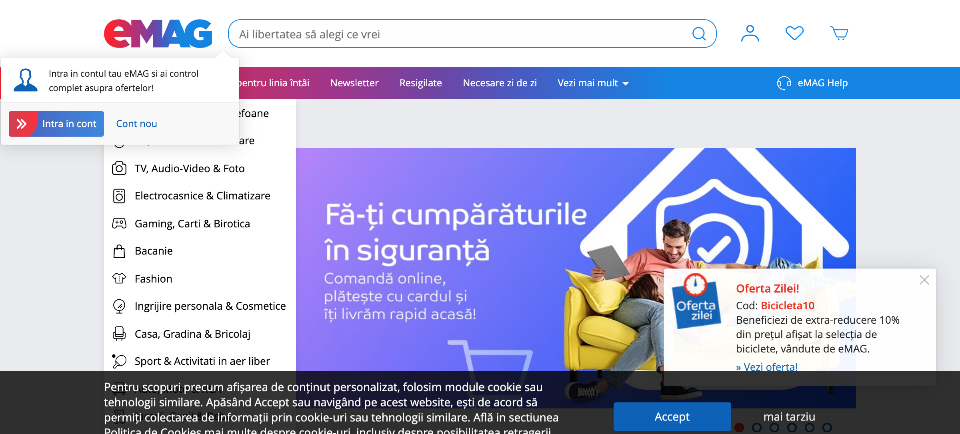 eMAG
Ai libertatea să alegi ce vrei
Intra in contul tau eMAG si ai control
complet asupra ofertelor!
Intra in cont
Cont nou
pentru linia întâi
Newsletter
Resigilate
Necesare zi de zi
Vezi mai mult
eMAG Help
TV, Audio-Video & Foto
Electrocasnice & Climatizare
Gaming, Carti & Birotica
Bacanie
Fashion
Ingrijire personala & Cosmetice
Casa, Gradina & Bricolaj
Sport & Activitati in aer liber
Fă-ți cumpărăturile
în siguranță
Comandă online,
plătește cu cardul și
îți livrăm rapid acasă!
Oferta
zilei
Oferta Zilei!
Cod: Bicicleta10
Beneficiezi de extra-reducere 10%
din prețul afișat la selecția de
biciclete, vândute de eMAG.
» Vezi oferta!
Pentru scopuri precum afișarea de conținut personalizat, folosim module cookie sau
tehnologii similare. Apăsând Accept sau navigând pe acest website, ești de acord să
permiți colectarea de informații prin cookie-uri sau tehnologii similare. Află in sectiunea
Politica de Cookies mai multe despre cookie-uri, inclusiv despre posibilitatea retragerii
Accept
mai tarziu